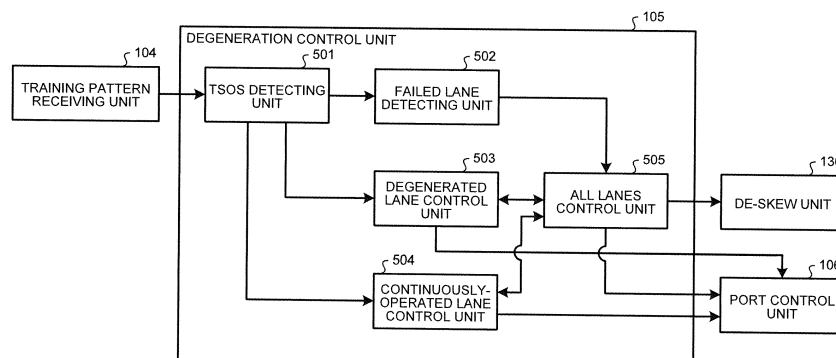 105
DEGENERATION CONTROL UNIT
104
TRAINING PATTERN
RECEIVING UNIT
501
TSOS DETECTING
UNIT
502
FAILED LANE
DETECTING UNIT
503
DEGENERATED
LANE CONTROL
UNIT
505
ALL LANES
CONTROL UNIT
130
DE-SKEW UNIT
504
CONTINUOUSLY-
OPERATED LANE
CONTROL UNIT
106
PORT CONTROL
UNIT